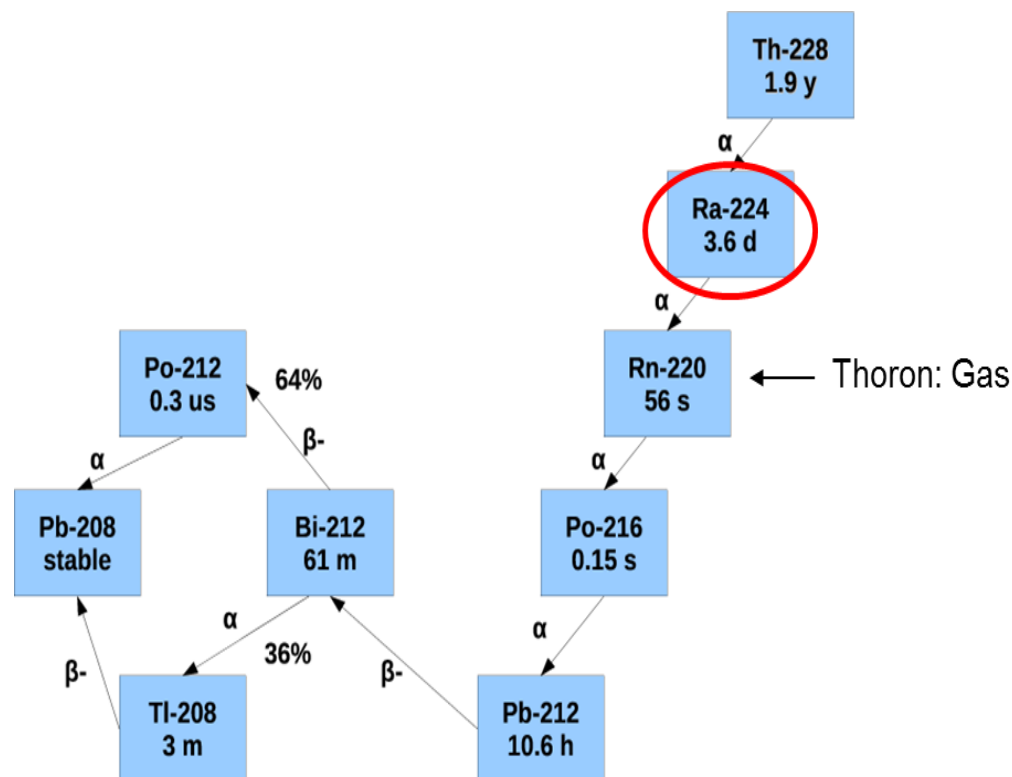 Th-228
1.9 y
α
Ra-224
3.6 d
α
Rn-220
56 s
Thoron: Gas
Po-212
0.3 us
64%
β-
α
α
Pb-208
stable
Bi-212
61 m
Po-216
0.15 s
α
36%
β-
β-
α
Tl-208
3 m
Pb-212
10.6 h